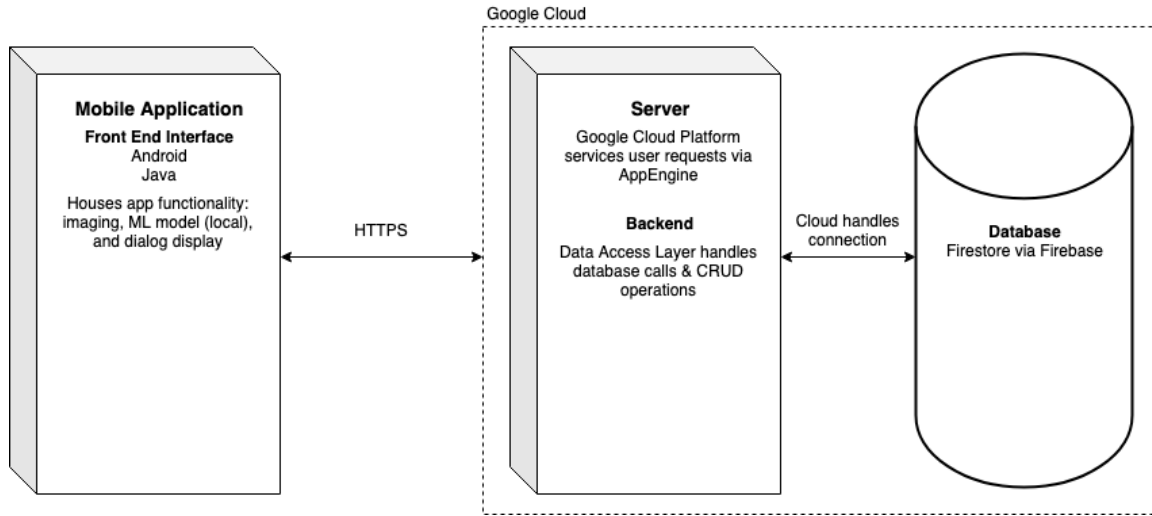 Google Cloud
Mobile Application
Front End Interface
Android
Java
Houses app functionality:
imaging, ML model (local),
and dialog display
HTTPS
Server
Google Cloud Platform
services user requests via
AppEngine
Backend
Data Access Layer handles
database calls & CRUD
operations
Cloud handles
connection
Database
Firestore via Firebase